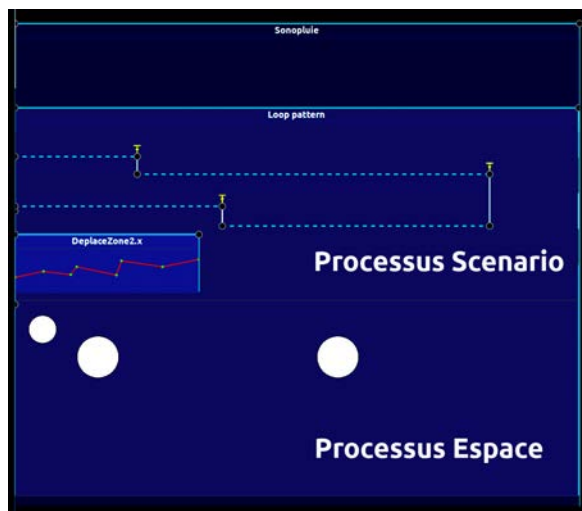 Sonopluie
Loop pattern
DeplaceZone2.x
Processus Scenario
Processus Espace